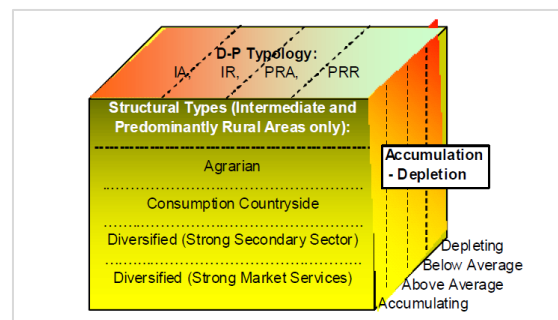 D-P Typology:
IA, IR, PRA, PRR
Structural Types (Intermediate and
Predominantly Rural Areas only):
Agrarian
Consumption Countryside
Diversified (Strong Secondary Sector)
Diversified (Strong Market Services)
Accumulation
- Depletion
Depleting
Below Average
Above Average
Accumulating